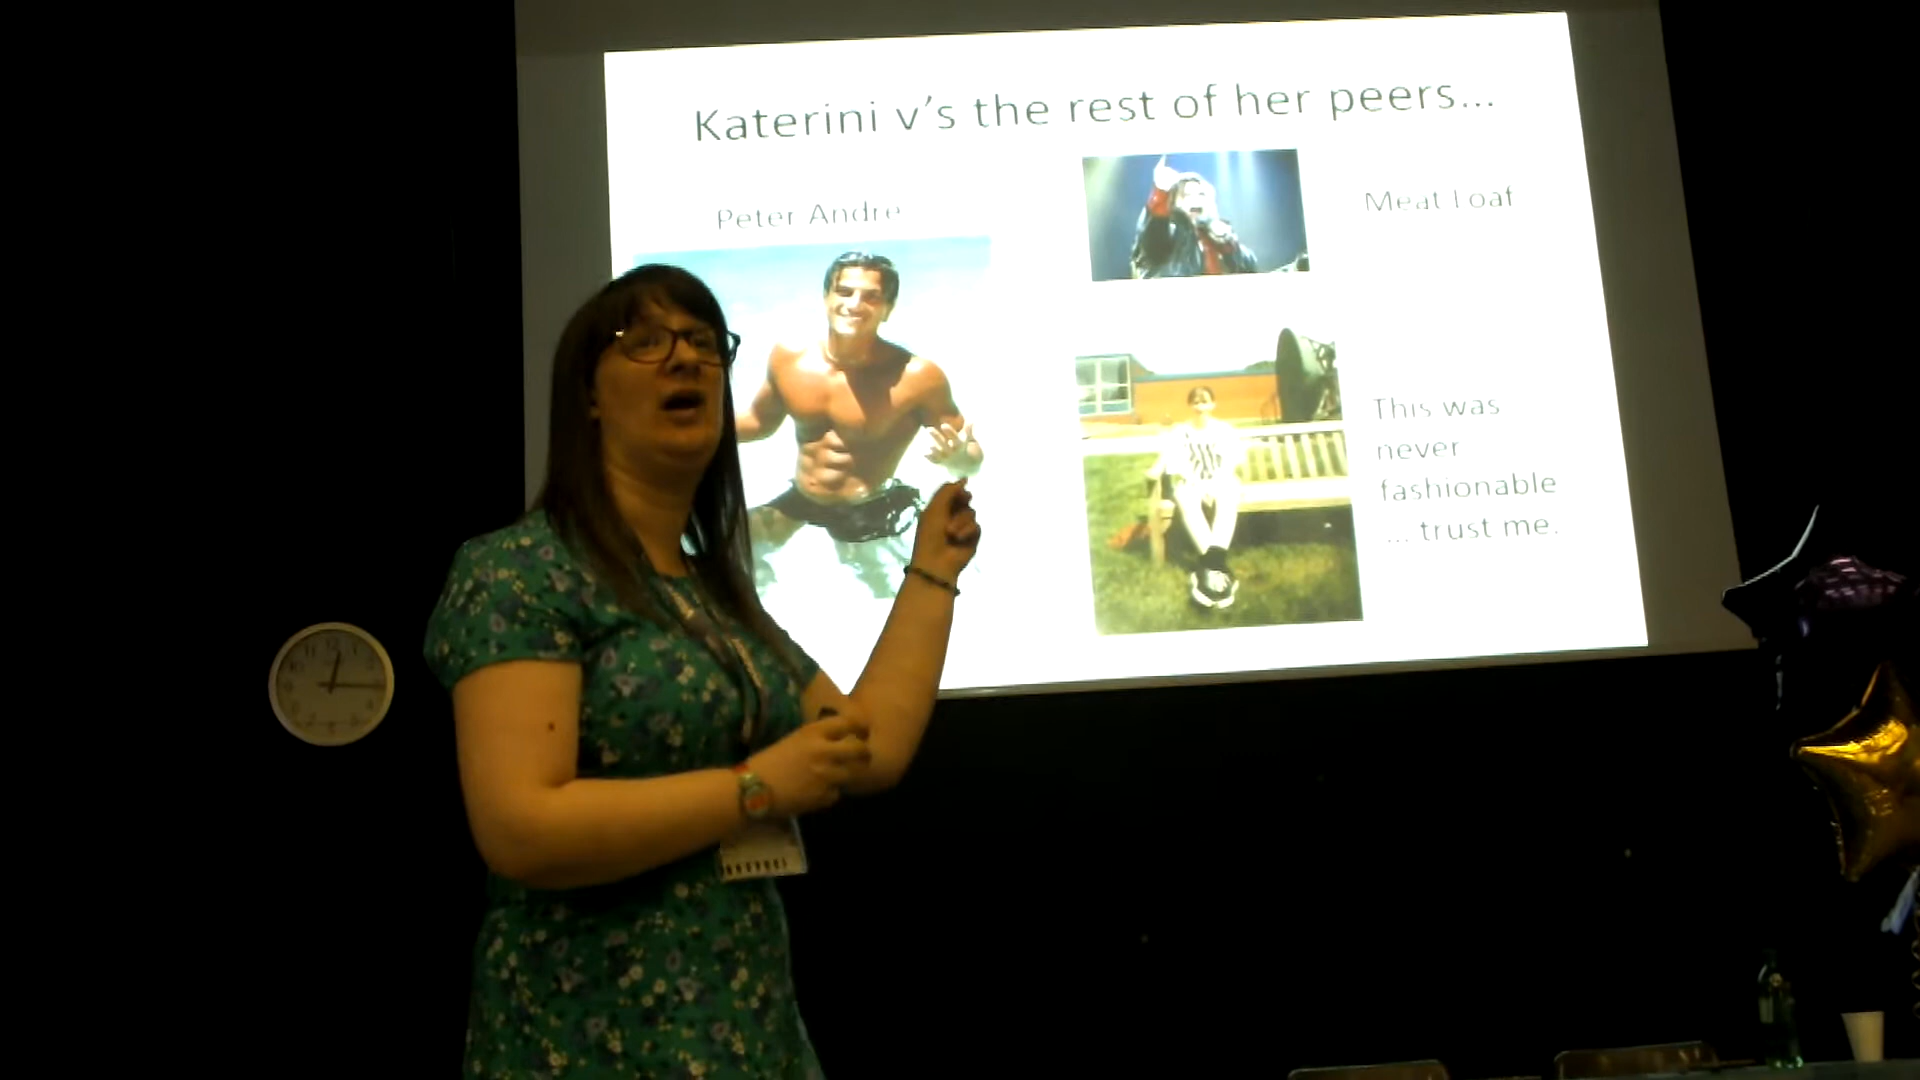 Katerini v's the rest of her peers...
Peter Andre
Meat Loaf
This was
never
fashionable
... trust me.